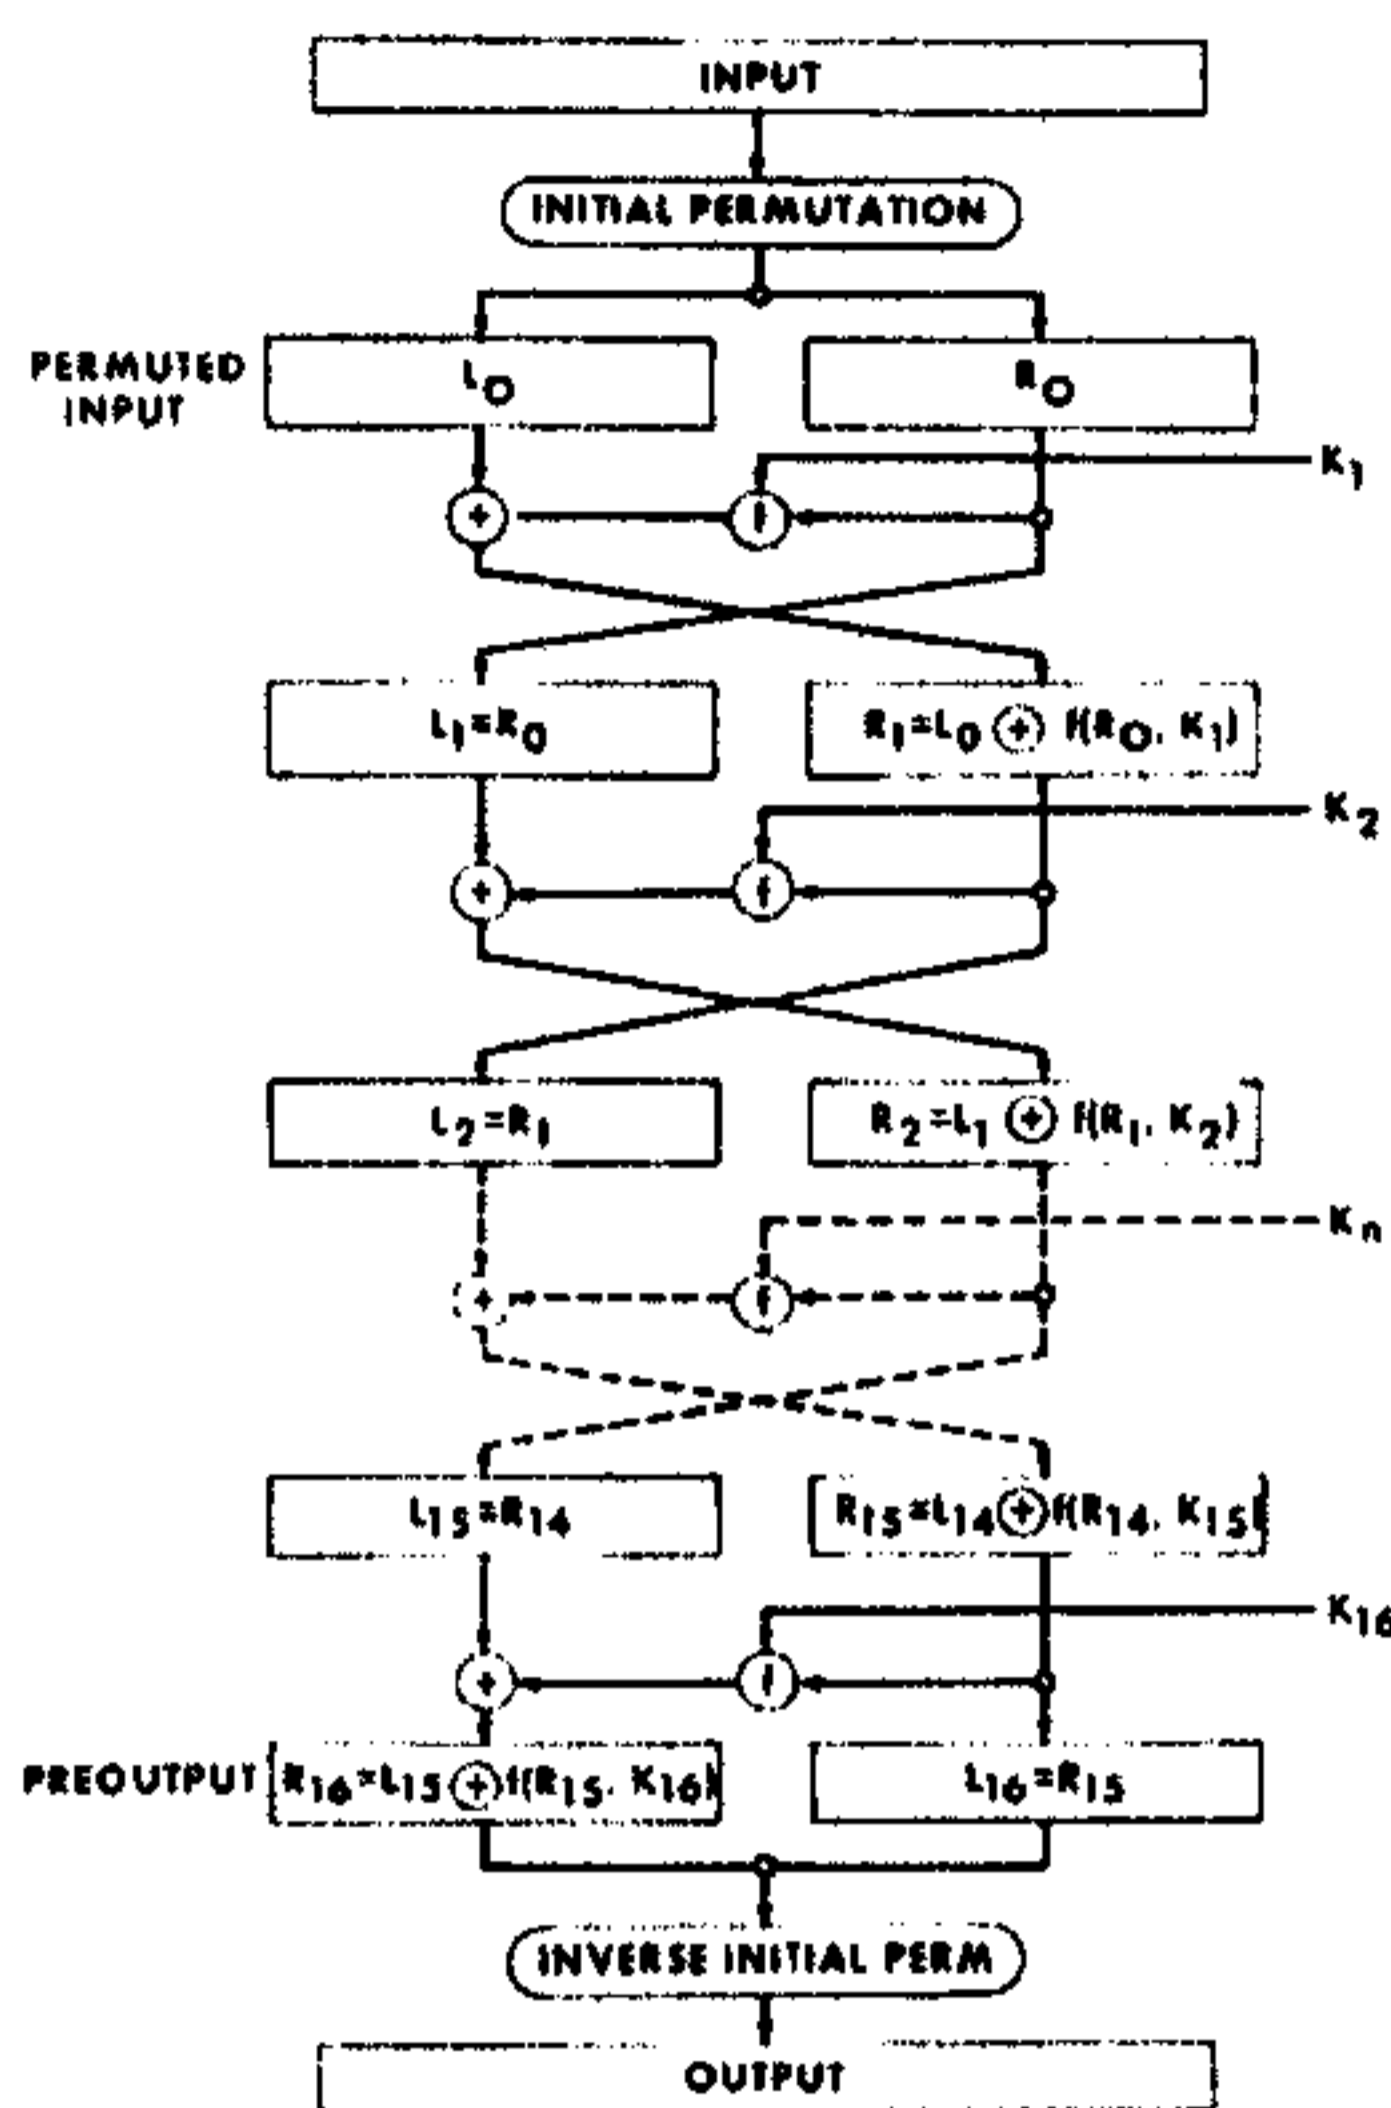 INPUT
INITIAL PERMUTATION
PERMUTED
INPUT
L0
R0
K1
+
f
L1=R0
R1=L0 ⊕ f(R0, K1)
K2
+
f
L2=R1
R2=L1 ⊕ f(R1, K2)
Kn
+
f
L15=R14
R15=L14 ⊕ f(R14, K15)
K16
+
f
PREOUTPUT
R16=L15 ⊕ f(R15, K16)
L16=R15
INVERSE INITIAL PERM
OUTPUT